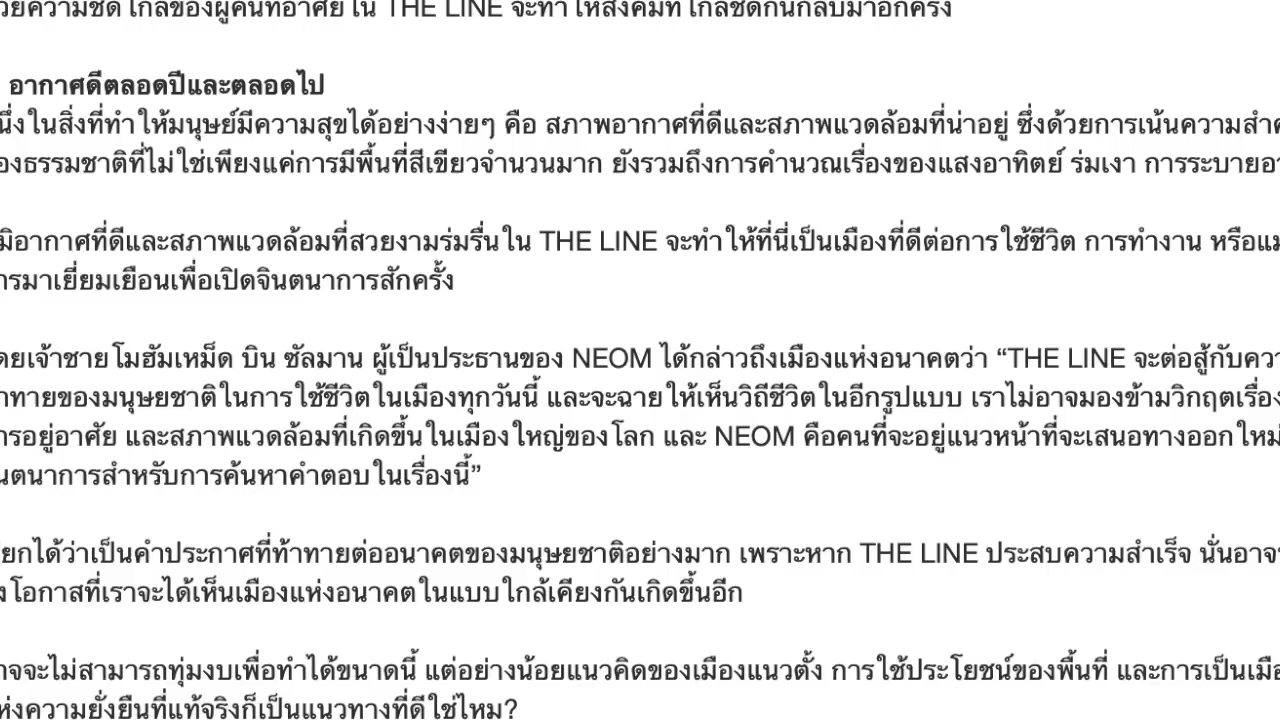 วยความชิดใกล้ของผู้คนที่อาศัยใน THE LINE จะทำให้สังคมที่ใกล้ชิดกันกลับมาอีกครั้ง
อากาศดีตลอดปีและตลอดไป
นึ่งในสิ่งที่ทำให้มนุษย์มีความสุขได้อย่างง่ายๆ คือ สภาพอากาศที่ดีและสภาพแวดล้อมที่น่าอยู่ ซึ่งด้วยการเน้นความสำค
องธรรมชาติที่ไม่ใช่เพียงแค่การมีพื้นที่สีเขียวจำนวนมาก ยังรวมถึงการคำนวณเรื่องของแสงอาทิตย์ ร่มเงา การระบายอา
มิอากาศที่ดีและสภาพแวดล้อมที่สวยงามร่มรื่นใน THE LINE จะทำให้ที่นี่เป็นเมืองที่ดีต่อการใช้ชีวิต การทำงาน หรือแม
ารมาเยี่ยมเยือนเพื่อเปิดจินตนาการสักครั้ง
ดยเจ้าชายโมฮัมเหม็ด บิน ซัลมาน ผู้เป็นประธานของ NEOM ได้กล่าวถึงเมืองแห่งอนาคตว่า “THE LINE จะต่อสู้กับควา
าทายของมนุษยชาติในการใช้ชีวิตในเมืองทุกวันนี้ และจะฉายให้เห็นวิถีชีวิตในอีกรูปแบบ เราไม่อาจมองข้ามวิกฤตเรื่อง
ารอยู่อาศัย และสภาพแวดล้อมที่เกิดขึ้นในเมืองใหญ่ของโลก และ NEOM คือคนที่จะอยู่แนวหน้าที่จะเสนอทางออกใหม่
นตนาการสำหรับการค้นหาคำตอบในเรื่องนี้”
ียกได้ว่าเป็นคำประกาศที่ท้าทายต่ออนาคตของมนุษยชาติอย่างมาก เพราะหาก THE LINE ประสบความสำเร็จ นั่นอาจ
งโอกาสที่เราจะได้เห็นเมืองแห่งอนาคตในแบบใกล้เคียงกันเกิดขึ้นอีก
าจจะไม่สามารถทุ่มงบเพื่อทำได้ขนาดนี้ แต่อย่างน้อยแนวคิดของเมืองแนวตั้ง การใช้ประโยชน์ของพื้นที่ และการเป็นเมือ
ห่งความยั่งยืนที่แท้จริงก็เป็นแนวทางที่ดีใช่ไหม?